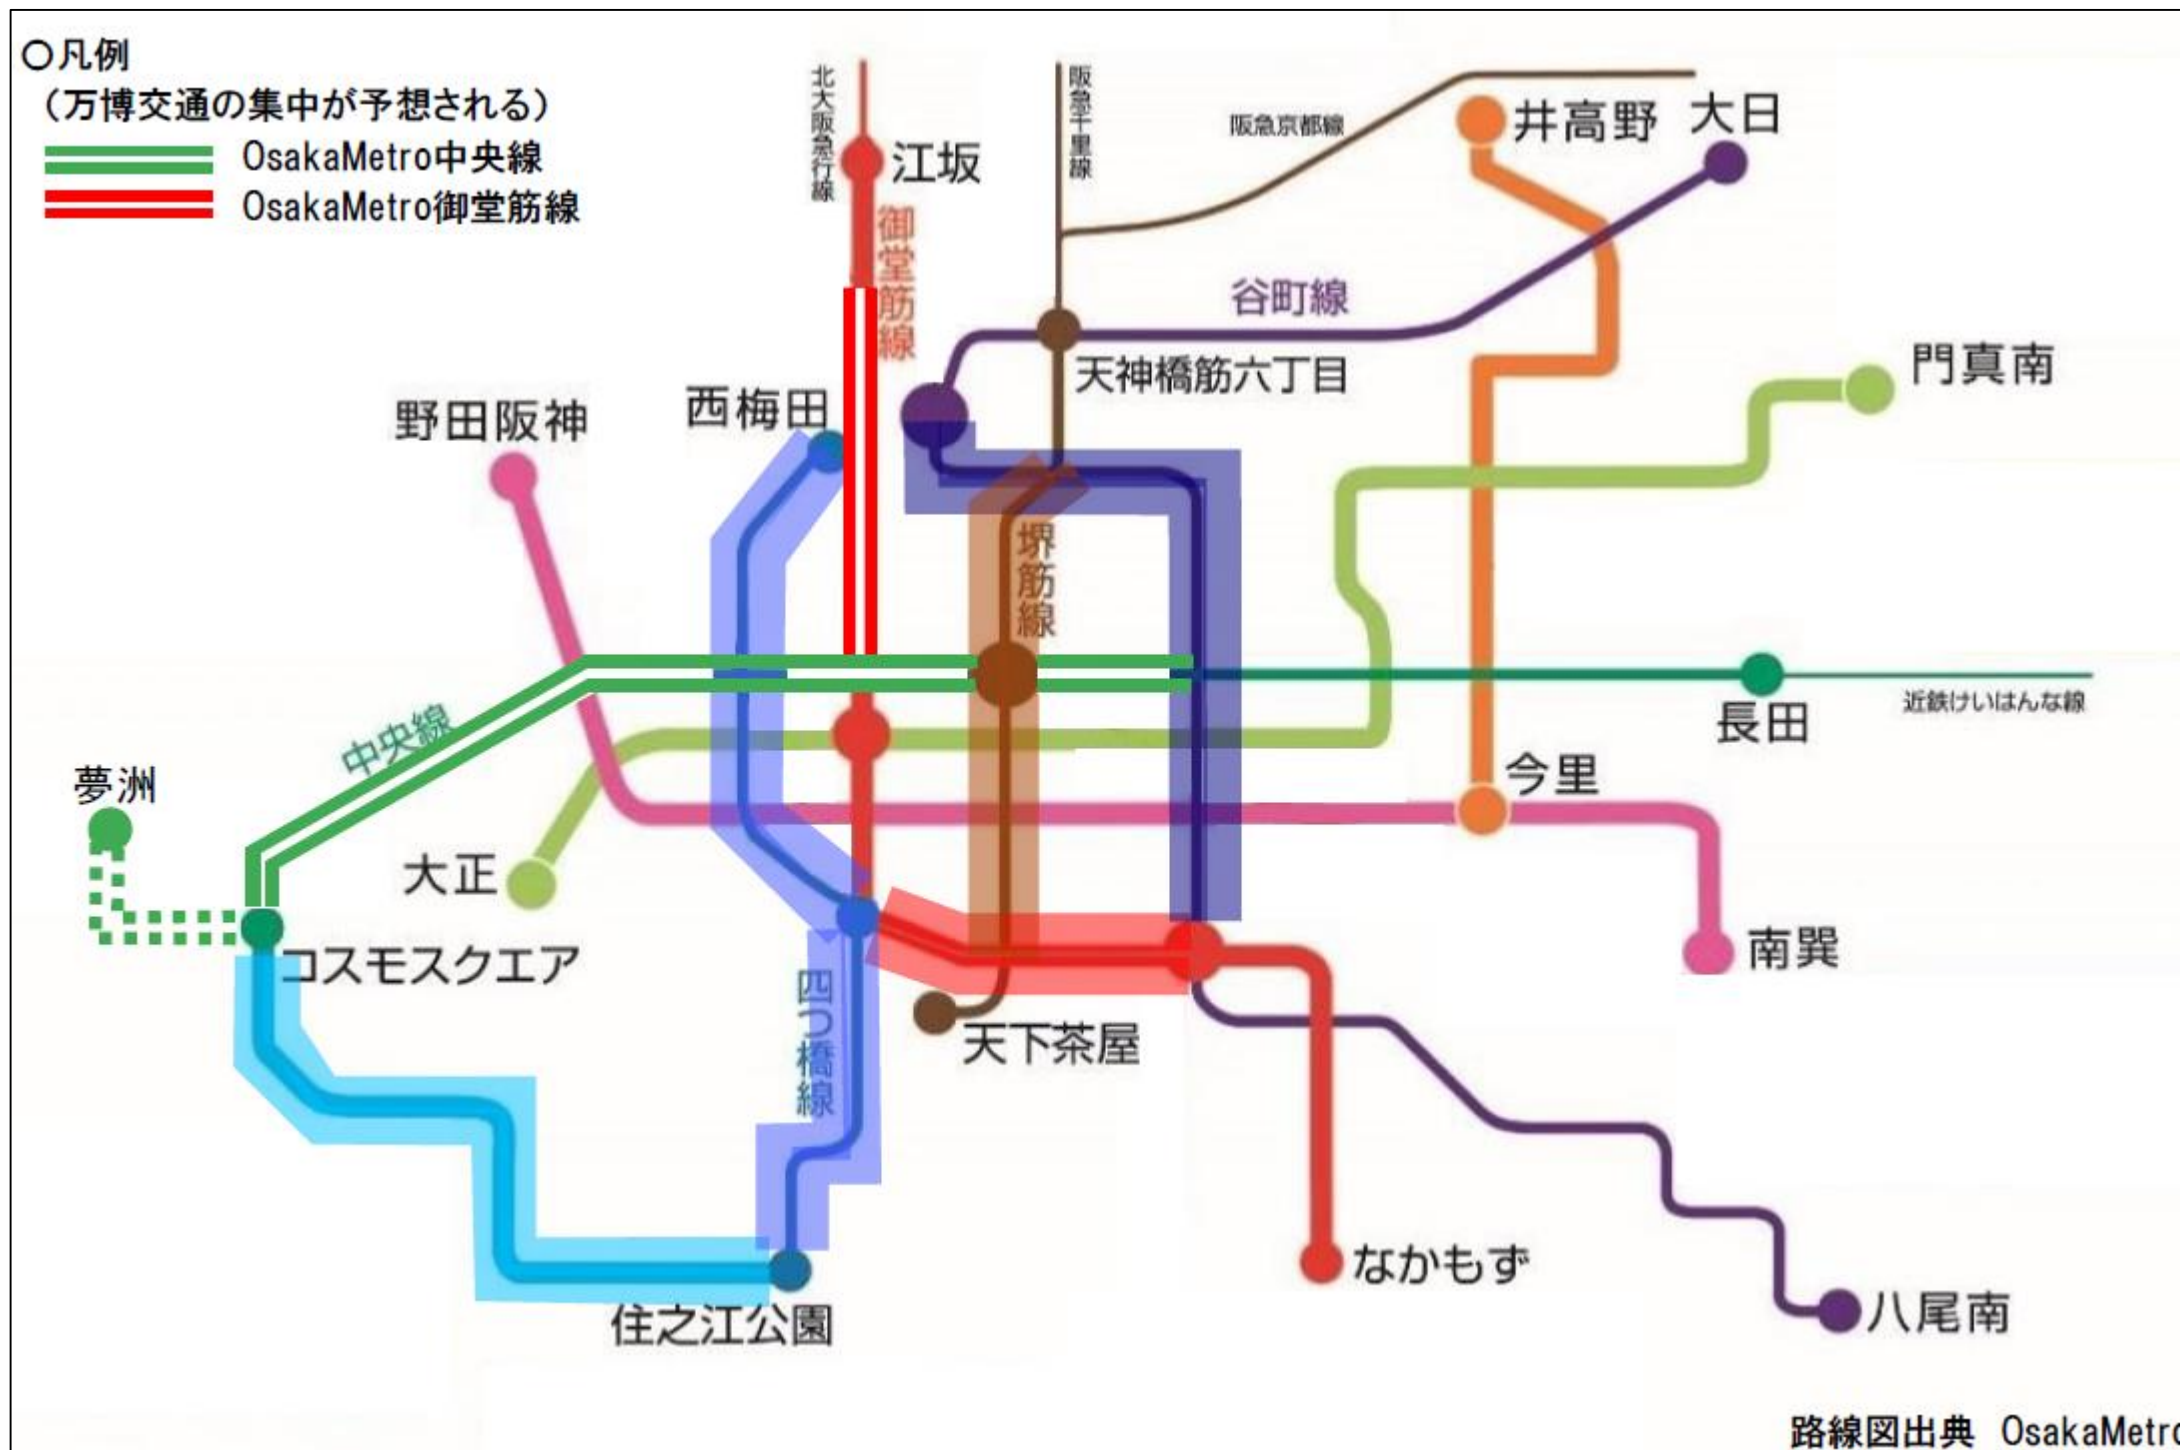 〇凡例
（万博交通の集中が予想される）
OsakaMetro中央線
OsakaMetro御堂筋線
北大阪急行線
江坂
御堂筋線
阪急千里線
阪急京都線
井高野
大日
谷町線
天神橋筋六丁目
門真南
西梅田
野田阪神
堺筋線
中央線
長田
近鉄けいはんな線
夢洲
今里
大正
コスモスクエア
南巽
四つ橋線
天下茶屋
なかもず
住之江公園
八尾南
路線図出典 OsakaMetro